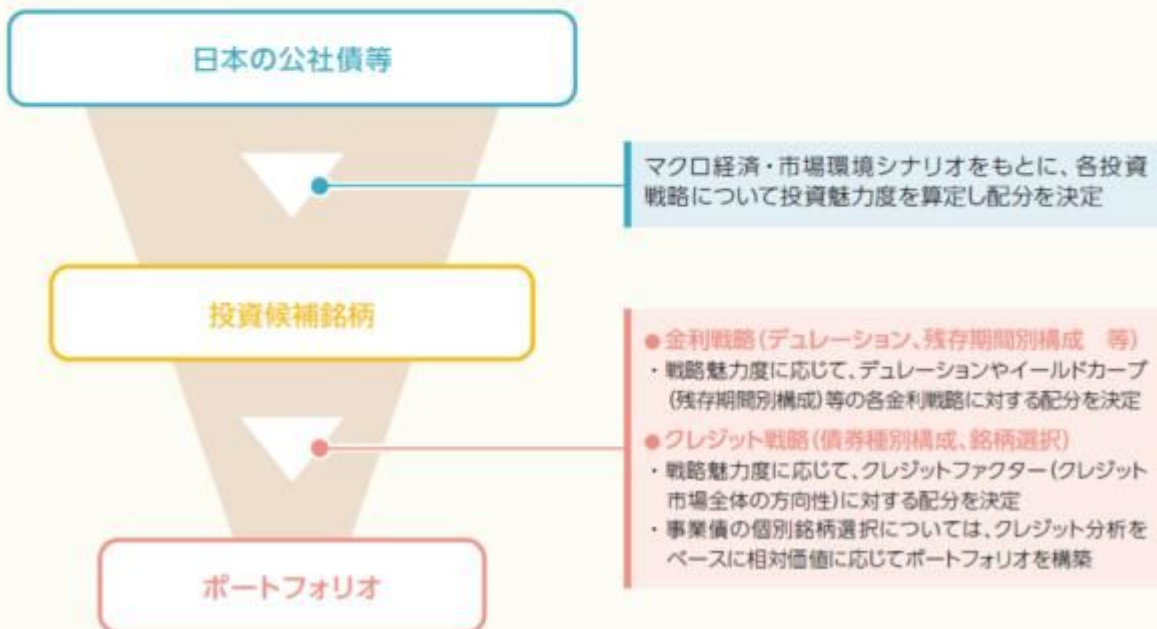 日本の公社債等
マクロ経済・市場環境シナリオをもとに、各投資
戦略について投資魅力度を算定し配分を決定
投資候補銘柄
●金利戦略(デュレーション、残存期間別構成　等)
・戦略魅力度に応じて、デュレーションやイールドカーブ
(残存期間別構成)等の各金利戦略に対する配分を決定
●クレジット戦略(債券種別構成、銘柄選択)
・戦略魅力度に応じて、クレジットファクター(クレジット
市場全体の方向性)に対する配分を決定
・事業債の個別銘柄選択については、クレジット分析を
ベースに相対価値に応じてポートフォリオを構築
ポートフォリオ